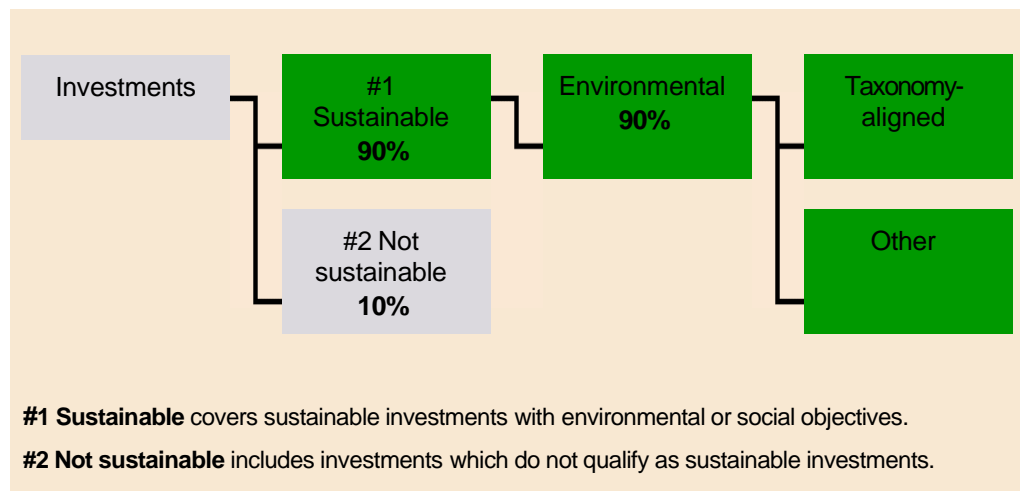 Investments
#1
Sustainable
90%
#2 Not
sustainable
10%
Environmental
90%
Taxonomy-
aligned
Other
#1 Sustainable covers sustainable investments with environmental or social objectives.
#2 Not sustainable includes investments which do not qualify as sustainable investments.